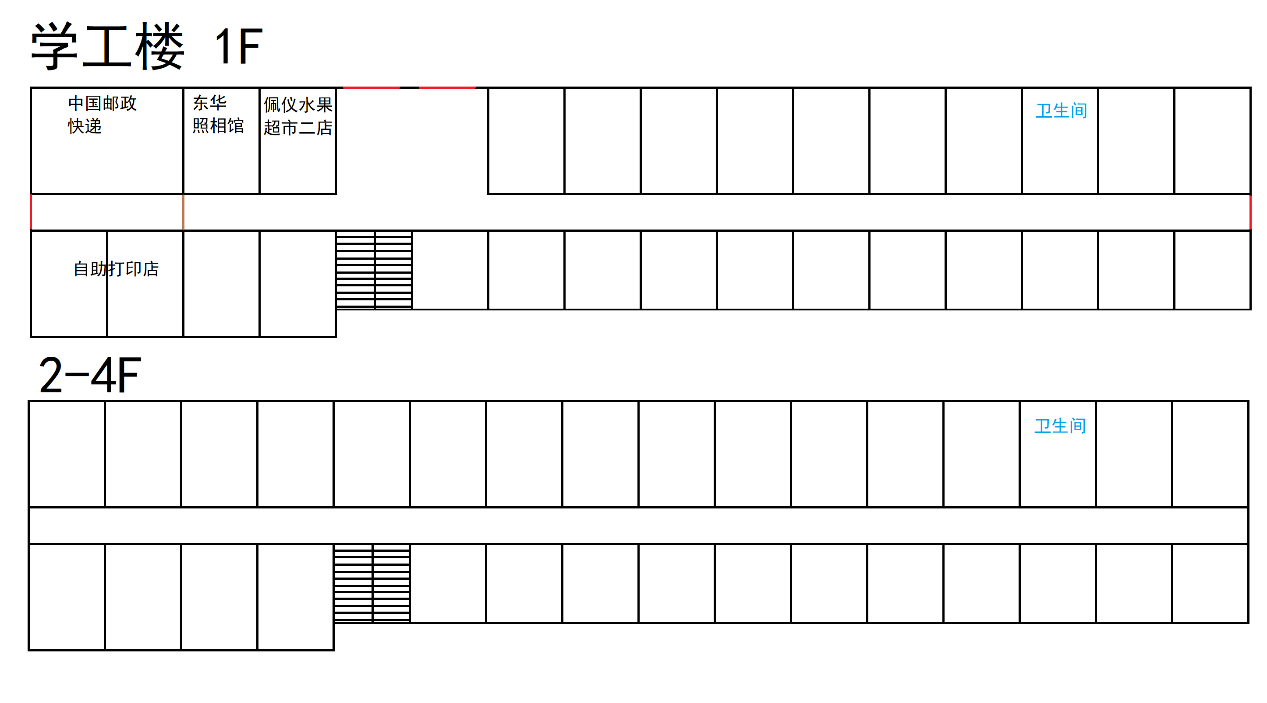 学工楼 1F
中国邮政
快递
东华
照相馆
佩仪水果
超市二店
卫生间
自助打印店
2-4F
卫生间